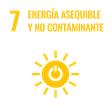 7 ENERGÍA ASEQUIBLE
Y NO CONTAMINANTE